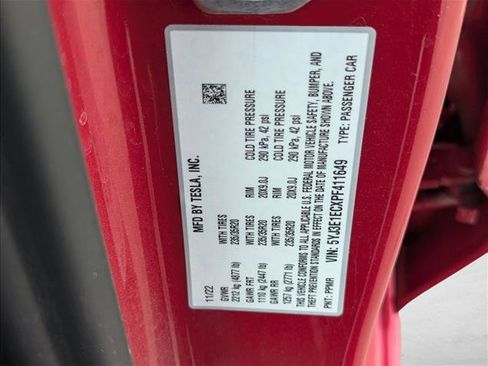 MFD BY TESLA, INC.
11/22
GVWR WITH TIRES RIM COLD TIRE PRESSURE
2212 kg (4877 lb) 235/35R20 20X9.0J 290 kPa, 42 psi
GAWR FRT WITH TIRES RIM COLD TIRE PRESSURE
1110 kg (2447 lb) 235/35R20 20X9.0J 290 kPa, 42 psi
GAWR RR WITH TIRES RIM COLD TIRE PRESSURE
1257 kg (2771 lb) 235/35R20 20X9.0J 290 kPa, 42 psi
THIS VEHICLE CONFORMS TO ALL U.S. FEDERAL MOTOR VEHICLE SAFETY, BUMPER, AND
THEFT PREVENTION STANDARDS IN EFFECT ON THE DATE OF MANUFACTURE SHOWN ABOVE.
VIN: 5YJ3E1ECXPF411649 TYPE: PASSENGER CAR
PNT: PPMR